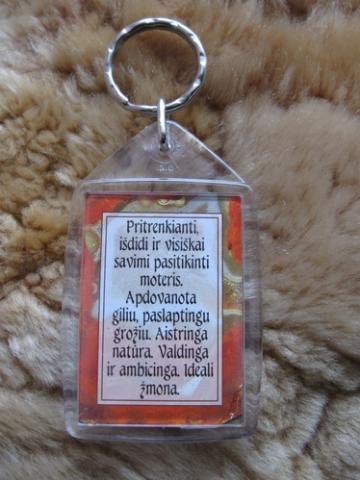 Pritrenkianti,
išdidi ir visiškai
savimi pasitikinti
moteris.
Apdovanota
giliu, paslaptingu
grožiu. Aistringa
natūra. Valdinga
ir ambicinga. Ideali
žmona.